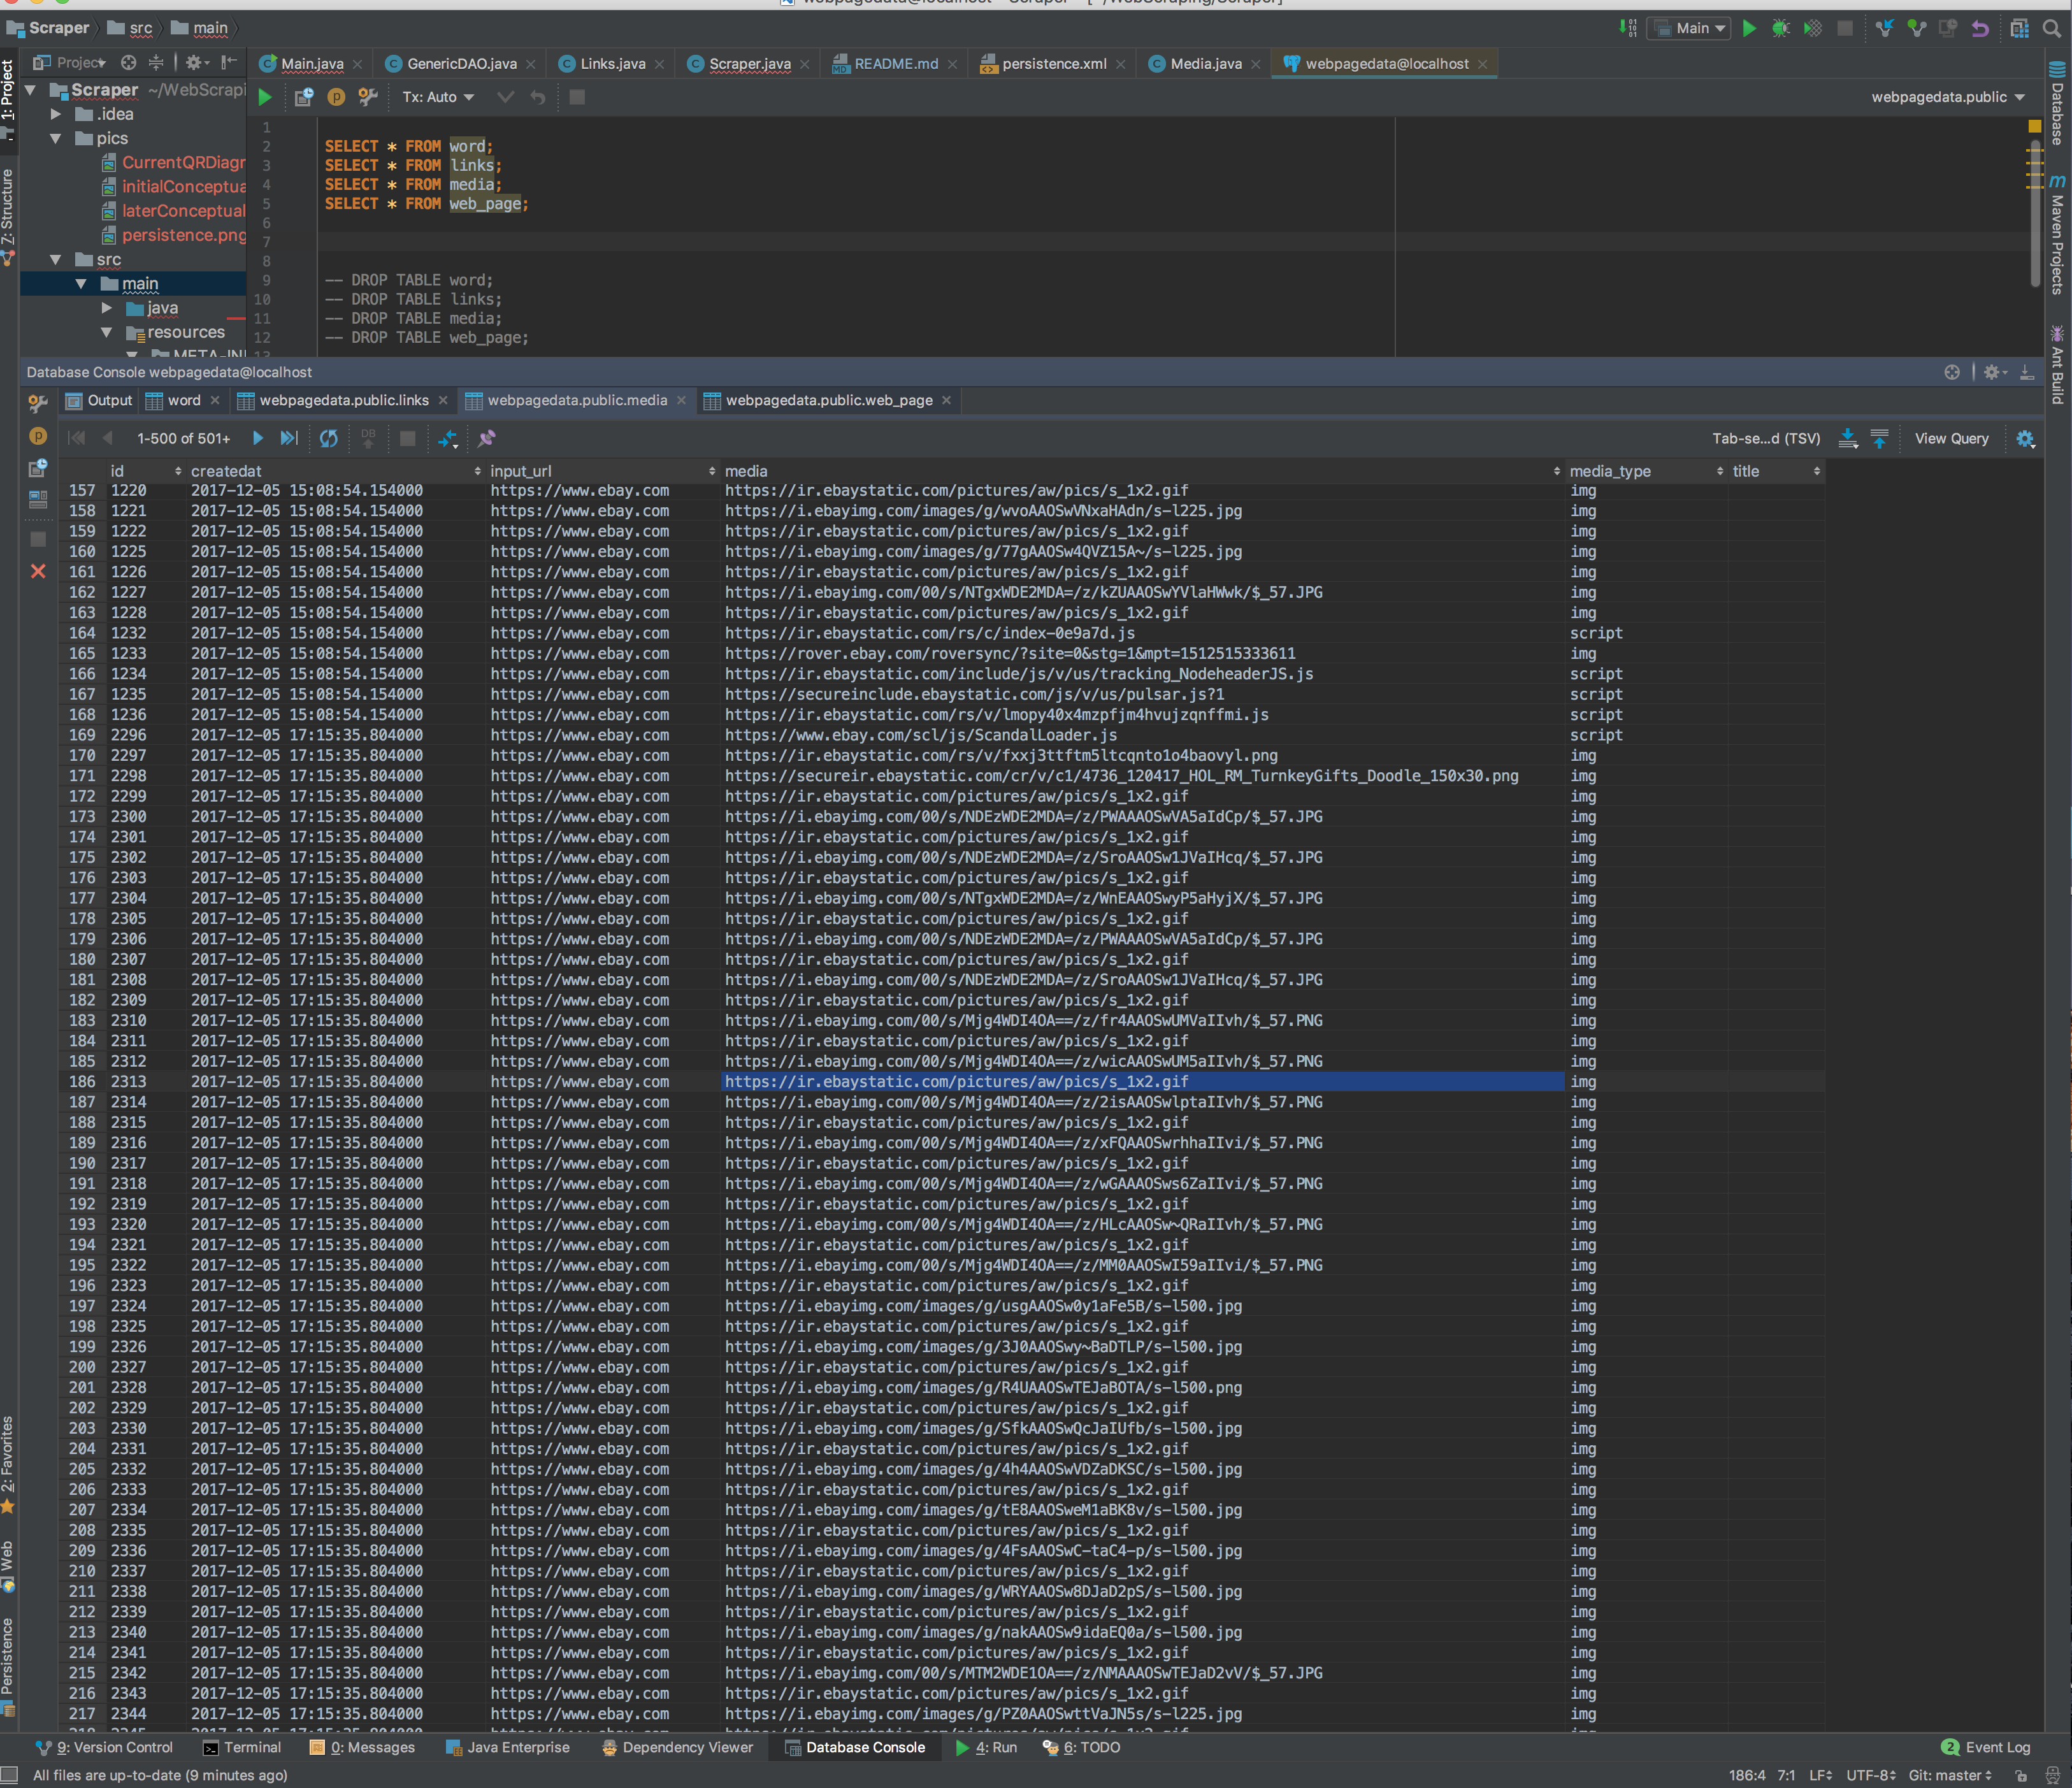 webpagedata@localhost - Scraper - [~/WebScraping/Scraper]
Scraper src main Main
Project Main.java GenericDAO.java Links.java Scraper.java README.md persistence.xml Media.java webpagedata@localhost
Scraper ~/WebScrapi
Tx: Auto webpagedata.public
.idea
pics
CurrentQRDiagr
initialConceptua
laterConceptual
persistence.png
src
main
java
resources
META-INF
1
2 SELECT * FROM word;
3 SELECT * FROM links;
4 SELECT * FROM media;
5 SELECT * FROM web_page;
6
7
8
9 -- DROP TABLE word;
10 -- DROP TABLE links;
11 -- DROP TABLE media;
12 -- DROP TABLE web_page;
13
1: Project
Z: Structure
2: Favorites
Web
Persistence
Database
Maven Projects
Ant Build
Database Console webpagedata@localhost
Output word webpagedata.public.links webpagedata.public.media webpagedata.public.web_page
1-500 of 501+ Tab-se...d (TSV) View Query
id createdat input_url media media_type title
157 1220 2017-12-05 15:08:54.154000 https://www.ebay.com https://ir.ebaystatic.com/pictures/aw/pics/s_1x2.gif img
158 1221 2017-12-05 15:08:54.154000 https://www.ebay.com https://i.ebayimg.com/images/g/wvoAAOSwVNxaHAdn/s-l225.jpg img
159 1222 2017-12-05 15:08:54.154000 https://www.ebay.com https://ir.ebaystatic.com/pictures/aw/pics/s_1x2.gif img
160 1225 2017-12-05 15:08:54.154000 https://www.ebay.com https://i.ebayimg.com/images/g/77gAAOSw4QVZ15A~/s-l225.jpg img
161 1226 2017-12-05 15:08:54.154000 https://www.ebay.com https://ir.ebaystatic.com/pictures/aw/pics/s_1x2.gif img
162 1227 2017-12-05 15:08:54.154000 https://www.ebay.com https://i.ebayimg.com/00/s/NTgxWDE2MDA=/z/kZUAAOSwYVlaHWwk/$_57.JPG img
163 1228 2017-12-05 15:08:54.154000 https://www.ebay.com https://ir.ebaystatic.com/pictures/aw/pics/s_1x2.gif img
164 1232 2017-12-05 15:08:54.154000 https://www.ebay.com https://ir.ebaystatic.com/rs/c/index-0e9a7d.js script
165 1233 2017-12-05 15:08:54.154000 https://www.ebay.com https://rover.ebay.com/roversync/?site=0&stg=1&mpt=1512515333611 img
166 1234 2017-12-05 15:08:54.154000 https://www.ebay.com https://ir.ebaystatic.com/include/js/v/us/tracking_NodeheaderJS.js script
167 1235 2017-12-05 15:08:54.154000 https://www.ebay.com https://secureinclude.ebaystatic.com/js/v/us/pulsar.js?1 script
168 1236 2017-12-05 15:08:54.154000 https://www.ebay.com https://ir.ebaystatic.com/rs/v/lmopy40x4mzpfjm4hvujzqnffmi.js script
169 2296 2017-12-05 17:15:35.804000 https://www.ebay.com https://www.ebay.com/scl/js/ScandalLoader.js script
170 2297 2017-12-05 17:15:35.804000 https://www.ebay.com https://ir.ebaystatic.com/rs/v/fxxj3ttftm5ltcqnto1o4baovyl.png img
171 2298 2017-12-05 17:15:35.804000 https://www.ebay.com https://secureir.ebaystatic.com/cr/v/c1/4736_120417_HOL_RM_TurnkeyGifts_Doodle_150x30.png img
172 2299 2017-12-05 17:15:35.804000 https://www.ebay.com https://ir.ebaystatic.com/pictures/aw/pics/s_1x2.gif img
173 2300 2017-12-05 17:15:35.804000 https://www.ebay.com https://i.ebayimg.com/00/s/NDEzWDE2MDA=/z/PWAAAOSwVA5aIdCp/$_57.JPG img
174 2301 2017-12-05 17:15:35.804000 https://www.ebay.com https://ir.ebaystatic.com/pictures/aw/pics/s_1x2.gif img
175 2302 2017-12-05 17:15:35.804000 https://www.ebay.com https://i.ebayimg.com/00/s/NDEzWDE2MDA=/z/SroAAOSw1JVaIHcq/$_57.JPG img
176 2303 2017-12-05 17:15:35.804000 https://www.ebay.com https://ir.ebaystatic.com/pictures/aw/pics/s_1x2.gif img
177 2304 2017-12-05 17:15:35.804000 https://www.ebay.com https://i.ebayimg.com/00/s/NTgxWDE2MDA=/z/WnEAAOSwyP5aHyjX/$_57.JPG img
178 2305 2017-12-05 17:15:35.804000 https://www.ebay.com https://ir.ebaystatic.com/pictures/aw/pics/s_1x2.gif img
179 2306 2017-12-05 17:15:35.804000 https://www.ebay.com https://i.ebayimg.com/00/s/NDEzWDE2MDA=/z/PWAAAOSwVA5aIdCp/$_57.JPG img
180 2307 2017-12-05 17:15:35.804000 https://www.ebay.com https://ir.ebaystatic.com/pictures/aw/pics/s_1x2.gif img
181 2308 2017-12-05 17:15:35.804000 https://www.ebay.com https://i.ebayimg.com/00/s/NDEzWDE2MDA=/z/SroAAOSw1JVaIHcq/$_57.JPG img
182 2309 2017-12-05 17:15:35.804000 https://www.ebay.com https://ir.ebaystatic.com/pictures/aw/pics/s_1x2.gif img
183 2310 2017-12-05 17:15:35.804000 https://www.ebay.com https://i.ebayimg.com/00/s/Mjg4WDI4OA==/z/fr4AAOSwUMVaIIvh/$_57.PNG img
184 2311 2017-12-05 17:15:35.804000 https://www.ebay.com https://ir.ebaystatic.com/pictures/aw/pics/s_1x2.gif img
185 2312 2017-12-05 17:15:35.804000 https://www.ebay.com https://i.ebayimg.com/00/s/Mjg4WDI4OA==/z/wicAAOSwUM5aIIvh/$_57.PNG img
186 2313 2017-12-05 17:15:35.804000 https://www.ebay.com https://ir.ebaystatic.com/pictures/aw/pics/s_1x2.gif img
187 2314 2017-12-05 17:15:35.804000 https://www.ebay.com https://i.ebayimg.com/00/s/Mjg4WDI4OA==/z/2isAAOSwlptaIIvh/$_57.PNG img
188 2315 2017-12-05 17:15:35.804000 https://www.ebay.com https://ir.ebaystatic.com/pictures/aw/pics/s_1x2.gif img
189 2316 2017-12-05 17:15:35.804000 https://www.ebay.com https://i.ebayimg.com/00/s/Mjg4WDI4OA==/z/xFQAAOSwrhhaIIvi/$_57.PNG img
190 2317 2017-12-05 17:15:35.804000 https://www.ebay.com https://ir.ebaystatic.com/pictures/aw/pics/s_1x2.gif img
191 2318 2017-12-05 17:15:35.804000 https://www.ebay.com https://i.ebayimg.com/00/s/Mjg4WDI4OA==/z/wGAAAOSws6ZaIIvi/$_57.PNG img
192 2319 2017-12-05 17:15:35.804000 https://www.ebay.com https://ir.ebaystatic.com/pictures/aw/pics/s_1x2.gif img
193 2320 2017-12-05 17:15:35.804000 https://www.ebay.com https://i.ebayimg.com/00/s/Mjg4WDI4OA==/z/HLcAAOSw~QRaIIvh/$_57.PNG img
194 2321 2017-12-05 17:15:35.804000 https://www.ebay.com https://ir.ebaystatic.com/pictures/aw/pics/s_1x2.gif img
195 2322 2017-12-05 17:15:35.804000 https://www.ebay.com https://i.ebayimg.com/00/s/Mjg4WDI4OA==/z/MM0AAOSwI59aIIvi/$_57.PNG img
196 2323 2017-12-05 17:15:35.804000 https://www.ebay.com https://ir.ebaystatic.com/pictures/aw/pics/s_1x2.gif img
197 2324 2017-12-05 17:15:35.804000 https://www.ebay.com https://i.ebayimg.com/images/g/usgAAOSw0y1aFe5B/s-l500.jpg img
198 2325 2017-12-05 17:15:35.804000 https://www.ebay.com https://ir.ebaystatic.com/pictures/aw/pics/s_1x2.gif img
199 2326 2017-12-05 17:15:35.804000 https://www.ebay.com https://i.ebayimg.com/images/g/3J0AAOSwy~BaDTLP/s-l500.jpg img
200 2327 2017-12-05 17:15:35.804000 https://www.ebay.com https://ir.ebaystatic.com/pictures/aw/pics/s_1x2.gif img
201 2328 2017-12-05 17:15:35.804000 https://www.ebay.com https://i.ebayimg.com/images/g/R4UAAOSwTEJaBOTA/s-l500.png img
202 2329 2017-12-05 17:15:35.804000 https://www.ebay.com https://ir.ebaystatic.com/pictures/aw/pics/s_1x2.gif img
203 2330 2017-12-05 17:15:35.804000 https://www.ebay.com https://i.ebayimg.com/images/g/SfkAAOSwQcJaIUfb/s-l500.jpg img
204 2331 2017-12-05 17:15:35.804000 https://www.ebay.com https://ir.ebaystatic.com/pictures/aw/pics/s_1x2.gif img
205 2332 2017-12-05 17:15:35.804000 https://www.ebay.com https://i.ebayimg.com/images/g/4h4AAOSwVDZaDKSC/s-l500.jpg img
206 2333 2017-12-05 17:15:35.804000 https://www.ebay.com https://ir.ebaystatic.com/pictures/aw/pics/s_1x2.gif img
207 2334 2017-12-05 17:15:35.804000 https://www.ebay.com https://i.ebayimg.com/images/g/tE8AAOSweM1aBK8v/s-l500.jpg img
208 2335 2017-12-05 17:15:35.804000 https://www.ebay.com https://ir.ebaystatic.com/pictures/aw/pics/s_1x2.gif img
209 2336 2017-12-05 17:15:35.804000 https://www.ebay.com https://i.ebayimg.com/images/g/4FsAAOSwC-taC4-p/s-l500.jpg img
210 2337 2017-12-05 17:15:35.804000 https://www.ebay.com https://ir.ebaystatic.com/pictures/aw/pics/s_1x2.gif img
211 2338 2017-12-05 17:15:35.804000 https://www.ebay.com https://i.ebayimg.com/images/g/WRYAAOSw8DJaD2pS/s-l500.jpg img
212 2339 2017-12-05 17:15:35.804000 https://www.ebay.com https://ir.ebaystatic.com/pictures/aw/pics/s_1x2.gif img
213 2340 2017-12-05 17:15:35.804000 https://www.ebay.com https://i.ebayimg.com/images/g/nakAAOSw9idaEQ0a/s-l500.jpg img
214 2341 2017-12-05 17:15:35.804000 https://www.ebay.com https://ir.ebaystatic.com/pictures/aw/pics/s_1x2.gif img
215 2342 2017-12-05 17:15:35.804000 https://www.ebay.com https://i.ebayimg.com/00/s/MTM2WDE1OA==/z/NMAAAOSwTEJaD2vV/$_57.JPG img
216 2343 2017-12-05 17:15:35.804000 https://www.ebay.com https://ir.ebaystatic.com/pictures/aw/pics/s_1x2.gif img
217 2344 2017-12-05 17:15:35.804000 https://www.ebay.com https://i.ebayimg.com/images/g/PZ0AAOSwttVaJN5s/s-l225.jpg img
9: Version Control Terminal 0: Messages Java Enterprise Dependency Viewer Database Console 4: Run 6: TODO 2 Event Log
All files are up-to-date (9 minutes ago) 186:4 7:1 LF UTF-8 Git: master